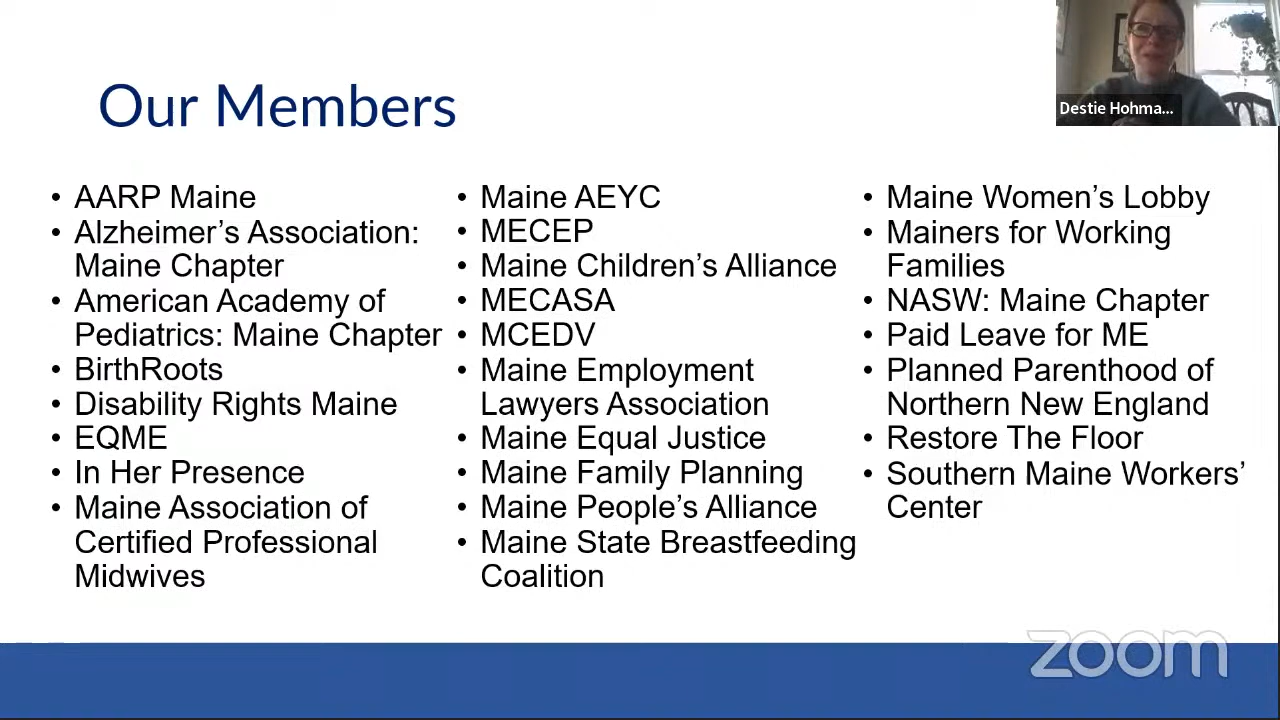 Our Members
• AARP Maine
• Alzheimer’s Association:
Maine Chapter
• American Academy of
Pediatrics: Maine Chapter
• BirthRoots
• Disability Rights Maine
• EQME
• In Her Presence
• Maine Association of
Certified Professional
Midwives
• Maine AEYC
• MECEP
• Maine Children’s Alliance
• MECASA
• MCEDV
• Maine Employment
Lawyers Association
• Maine Equal Justice
• Maine Family Planning
• Maine People’s Alliance
• Maine State Breastfeeding
Coalition
• Maine Women’s Lobby
• Mainers for Working
Families
• NASW: Maine Chapter
• Paid Leave for ME
• Planned Parenthood of
Northern New England
• Restore The Floor
• Southern Maine Workers’
Center
Destie Hohma...
zoom